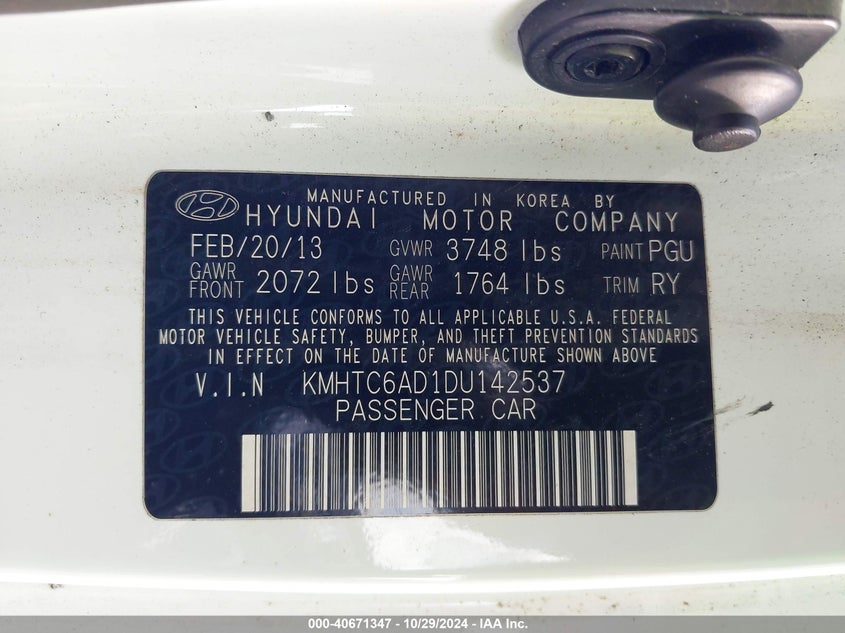 MANUFACTURED IN KOREA BY
HYUNDAI MOTOR COMPANY
FEB/20/13 GVWR 3748 lbs PAINT PGU
GAWR FRONT 2072 lbs GAWR REAR 1764 lbs TRIM RY
THIS VEHICLE CONFORMS TO ALL APPLICABLE U.S.A. FEDERAL
MOTOR VEHICLE SAFETY, BUMPER, AND THEFT PREVENTION STANDARDS
IN EFFECT ON THE DATE OF MANUFACTURE SHOWN ABOVE
V.I.N KMHTC6AD1DU142537
PASSENGER CAR
000-40671347 - 10/29/2024 - IAA Inc.